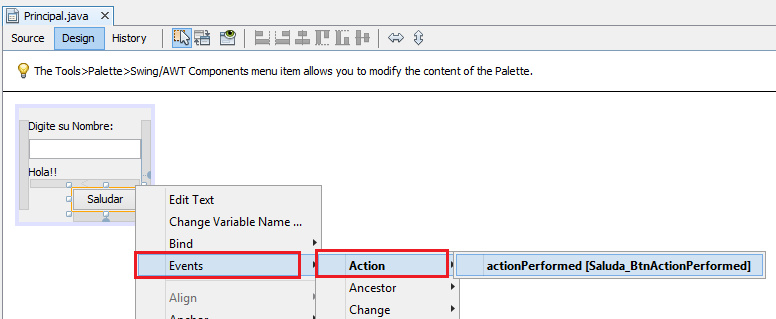 Principal.java
Source Design History
The Tools>Palette>Swing/AWT Components menu item allows you to modify the content of the Palette.
Digite su Nombre:
Hola!!
Saludar
Edit Text
Change Variable Name ...
Bind
Events
Align
Anchor
Action
Ancestor
Change
actionPerformed [Saluda_BtnActionPerformed]